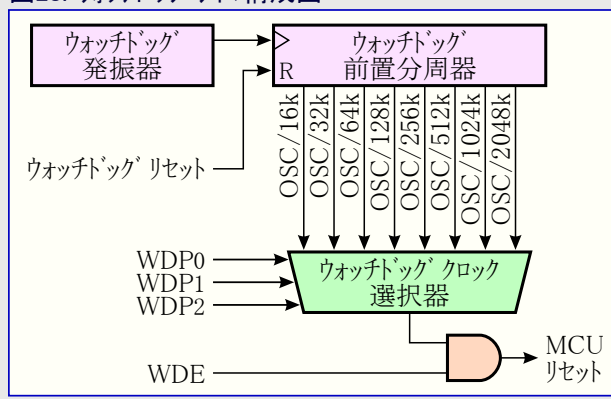 ウォッチドッグ
発振器
ウォッチドッグ
前置分周器
R
ウォッチドッグ リセット
OSC/16k
OSC/32k
OSC/64k
OSC/128k
OSC/256k
OSC/512k
OSC/1024k
OSC/2048k
WDP0
WDP1
WDP2
ウォッチドッグ クロック
選択器
WDE
MCU
リセット